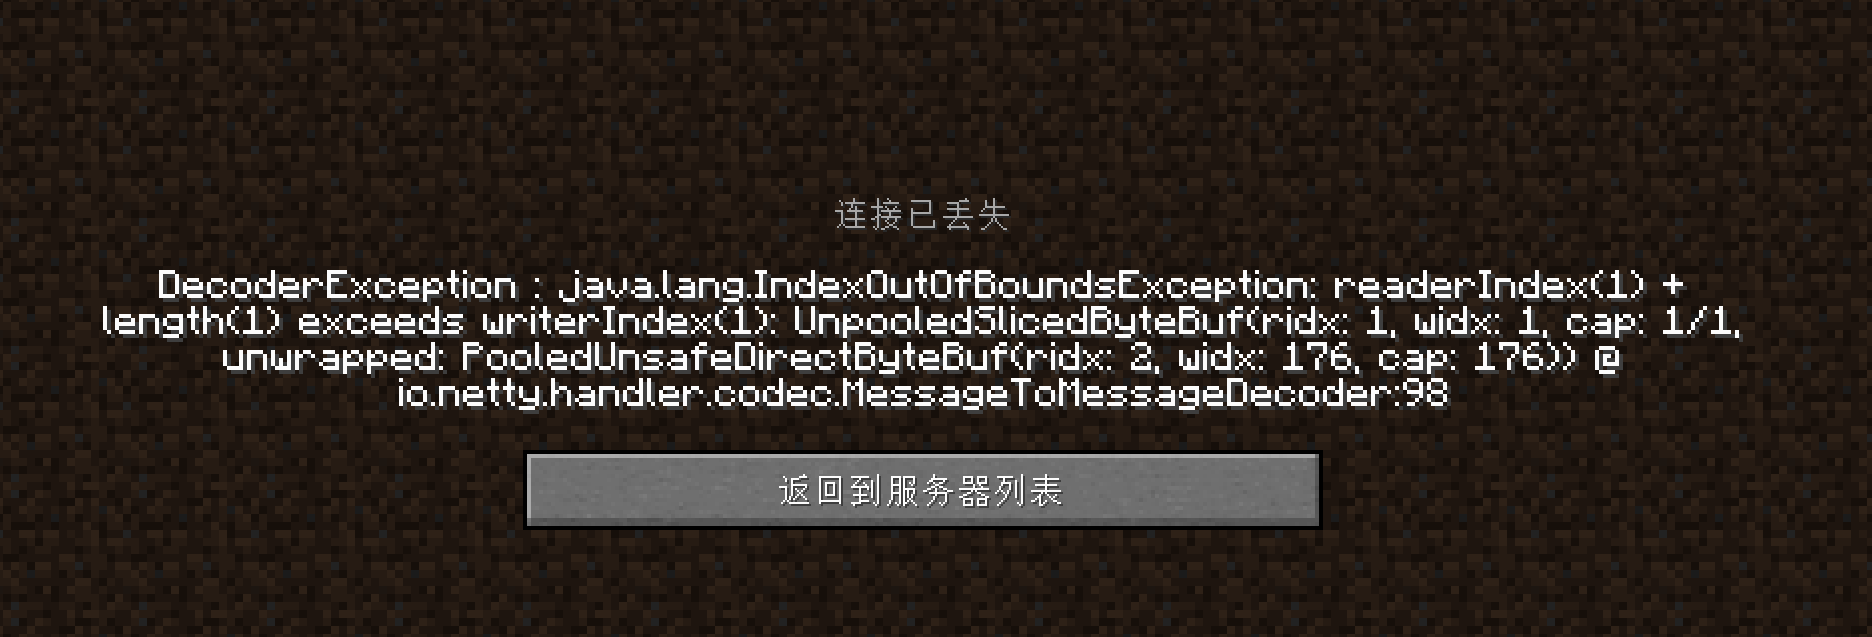 连接已丢失
DecoderException : java.lang.IndexOutOfBoundsException: readerIndex(1) +
length(1) exceeds writerIndex(1): UnpooledSlicedByteBuf(ridx: 1, widx: 1, cap: 1/1,
unwrapped: PooledUnsafeDirectByteBuf(ridx: 2, widx: 176, cap: 176)) @
io.netty.handler.codec.MessageToMessageDecoder:98
返回到服务器列表